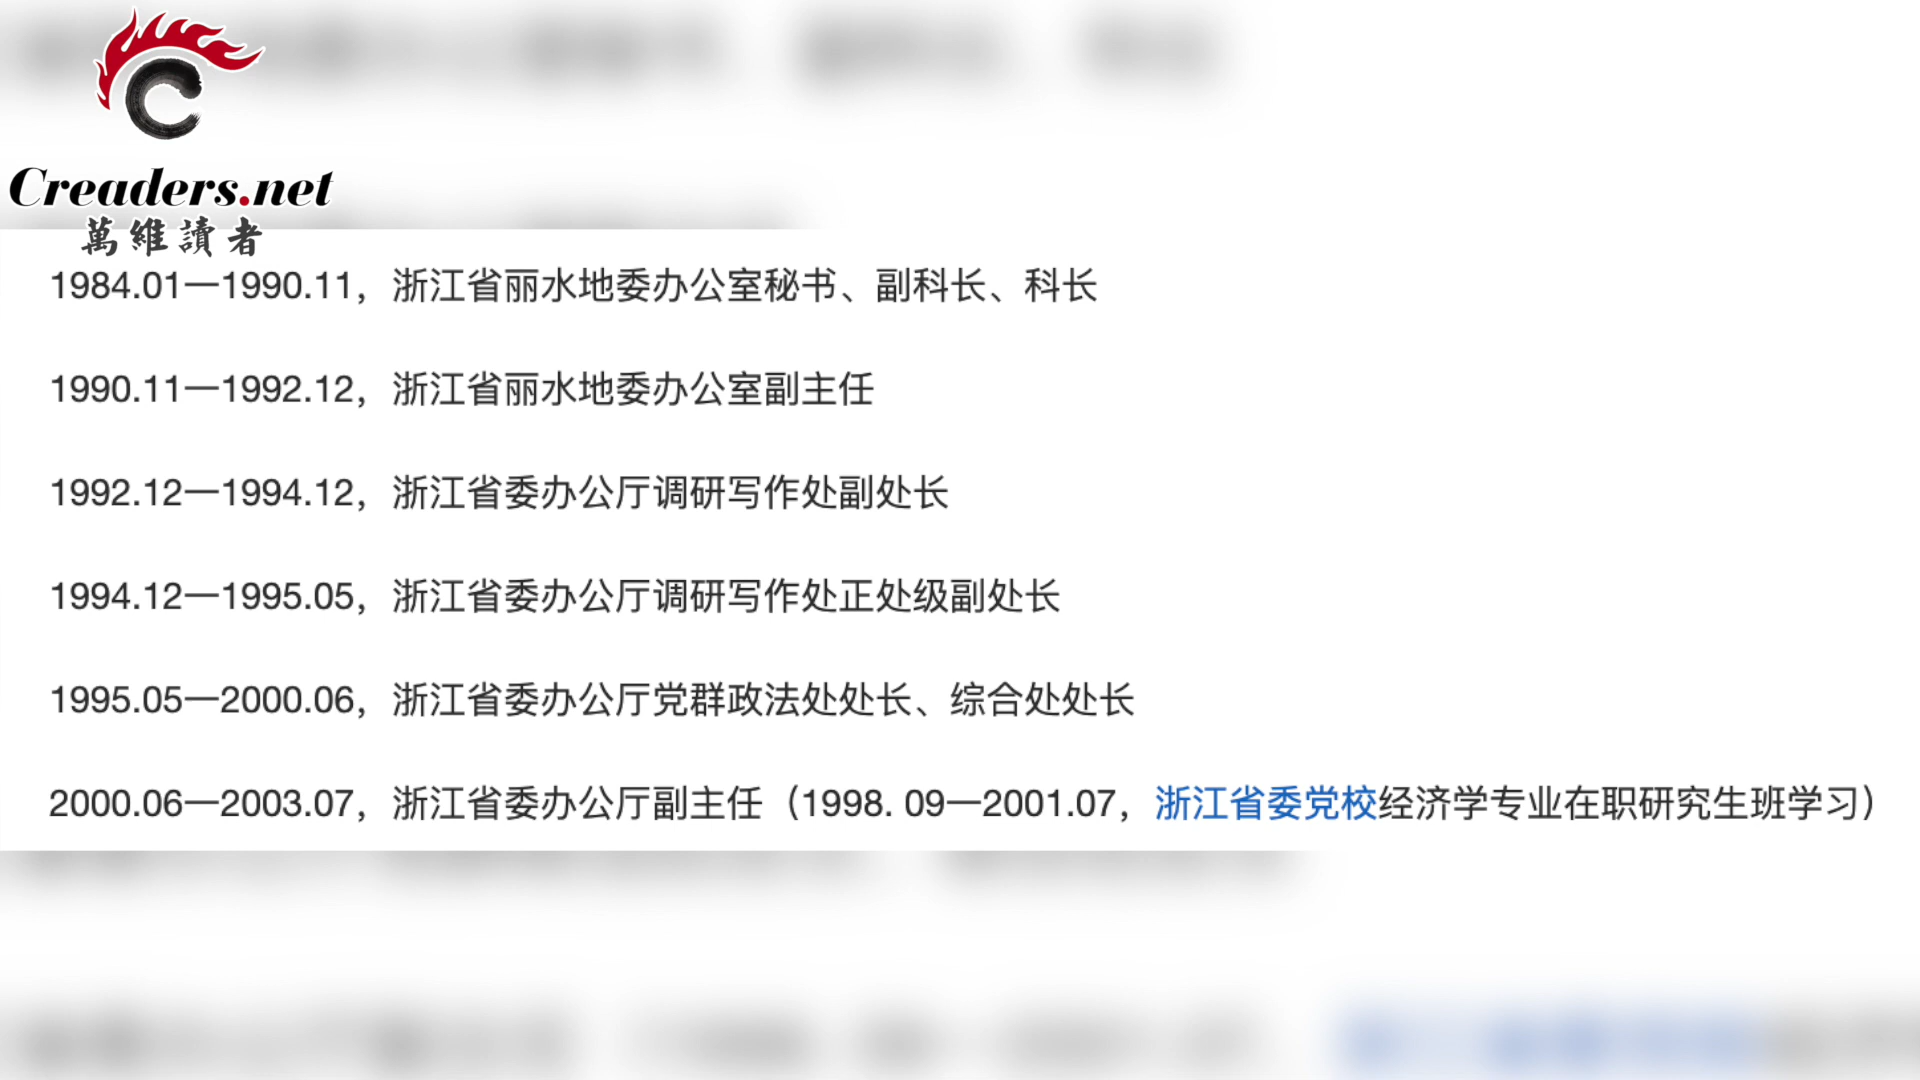 Creaders.net
萬維讀者
1984.01—1990.11，浙江省丽水地委办公室秘书、副科长、科长
1990.11—1992.12，浙江省丽水地委办公室副主任
1992.12—1994.12，浙江省委办公厅调研写作处副处长
1994.12—1995.05，浙江省委办公厅调研写作处正处级副处长
1995.05—2000.06，浙江省委办公厅党群政法处处长、综合处处长
2000.06—2003.07，浙江省委办公厅副主任（1998. 09—2001.07，浙江省委党校经济学专业在职研究生班学习）